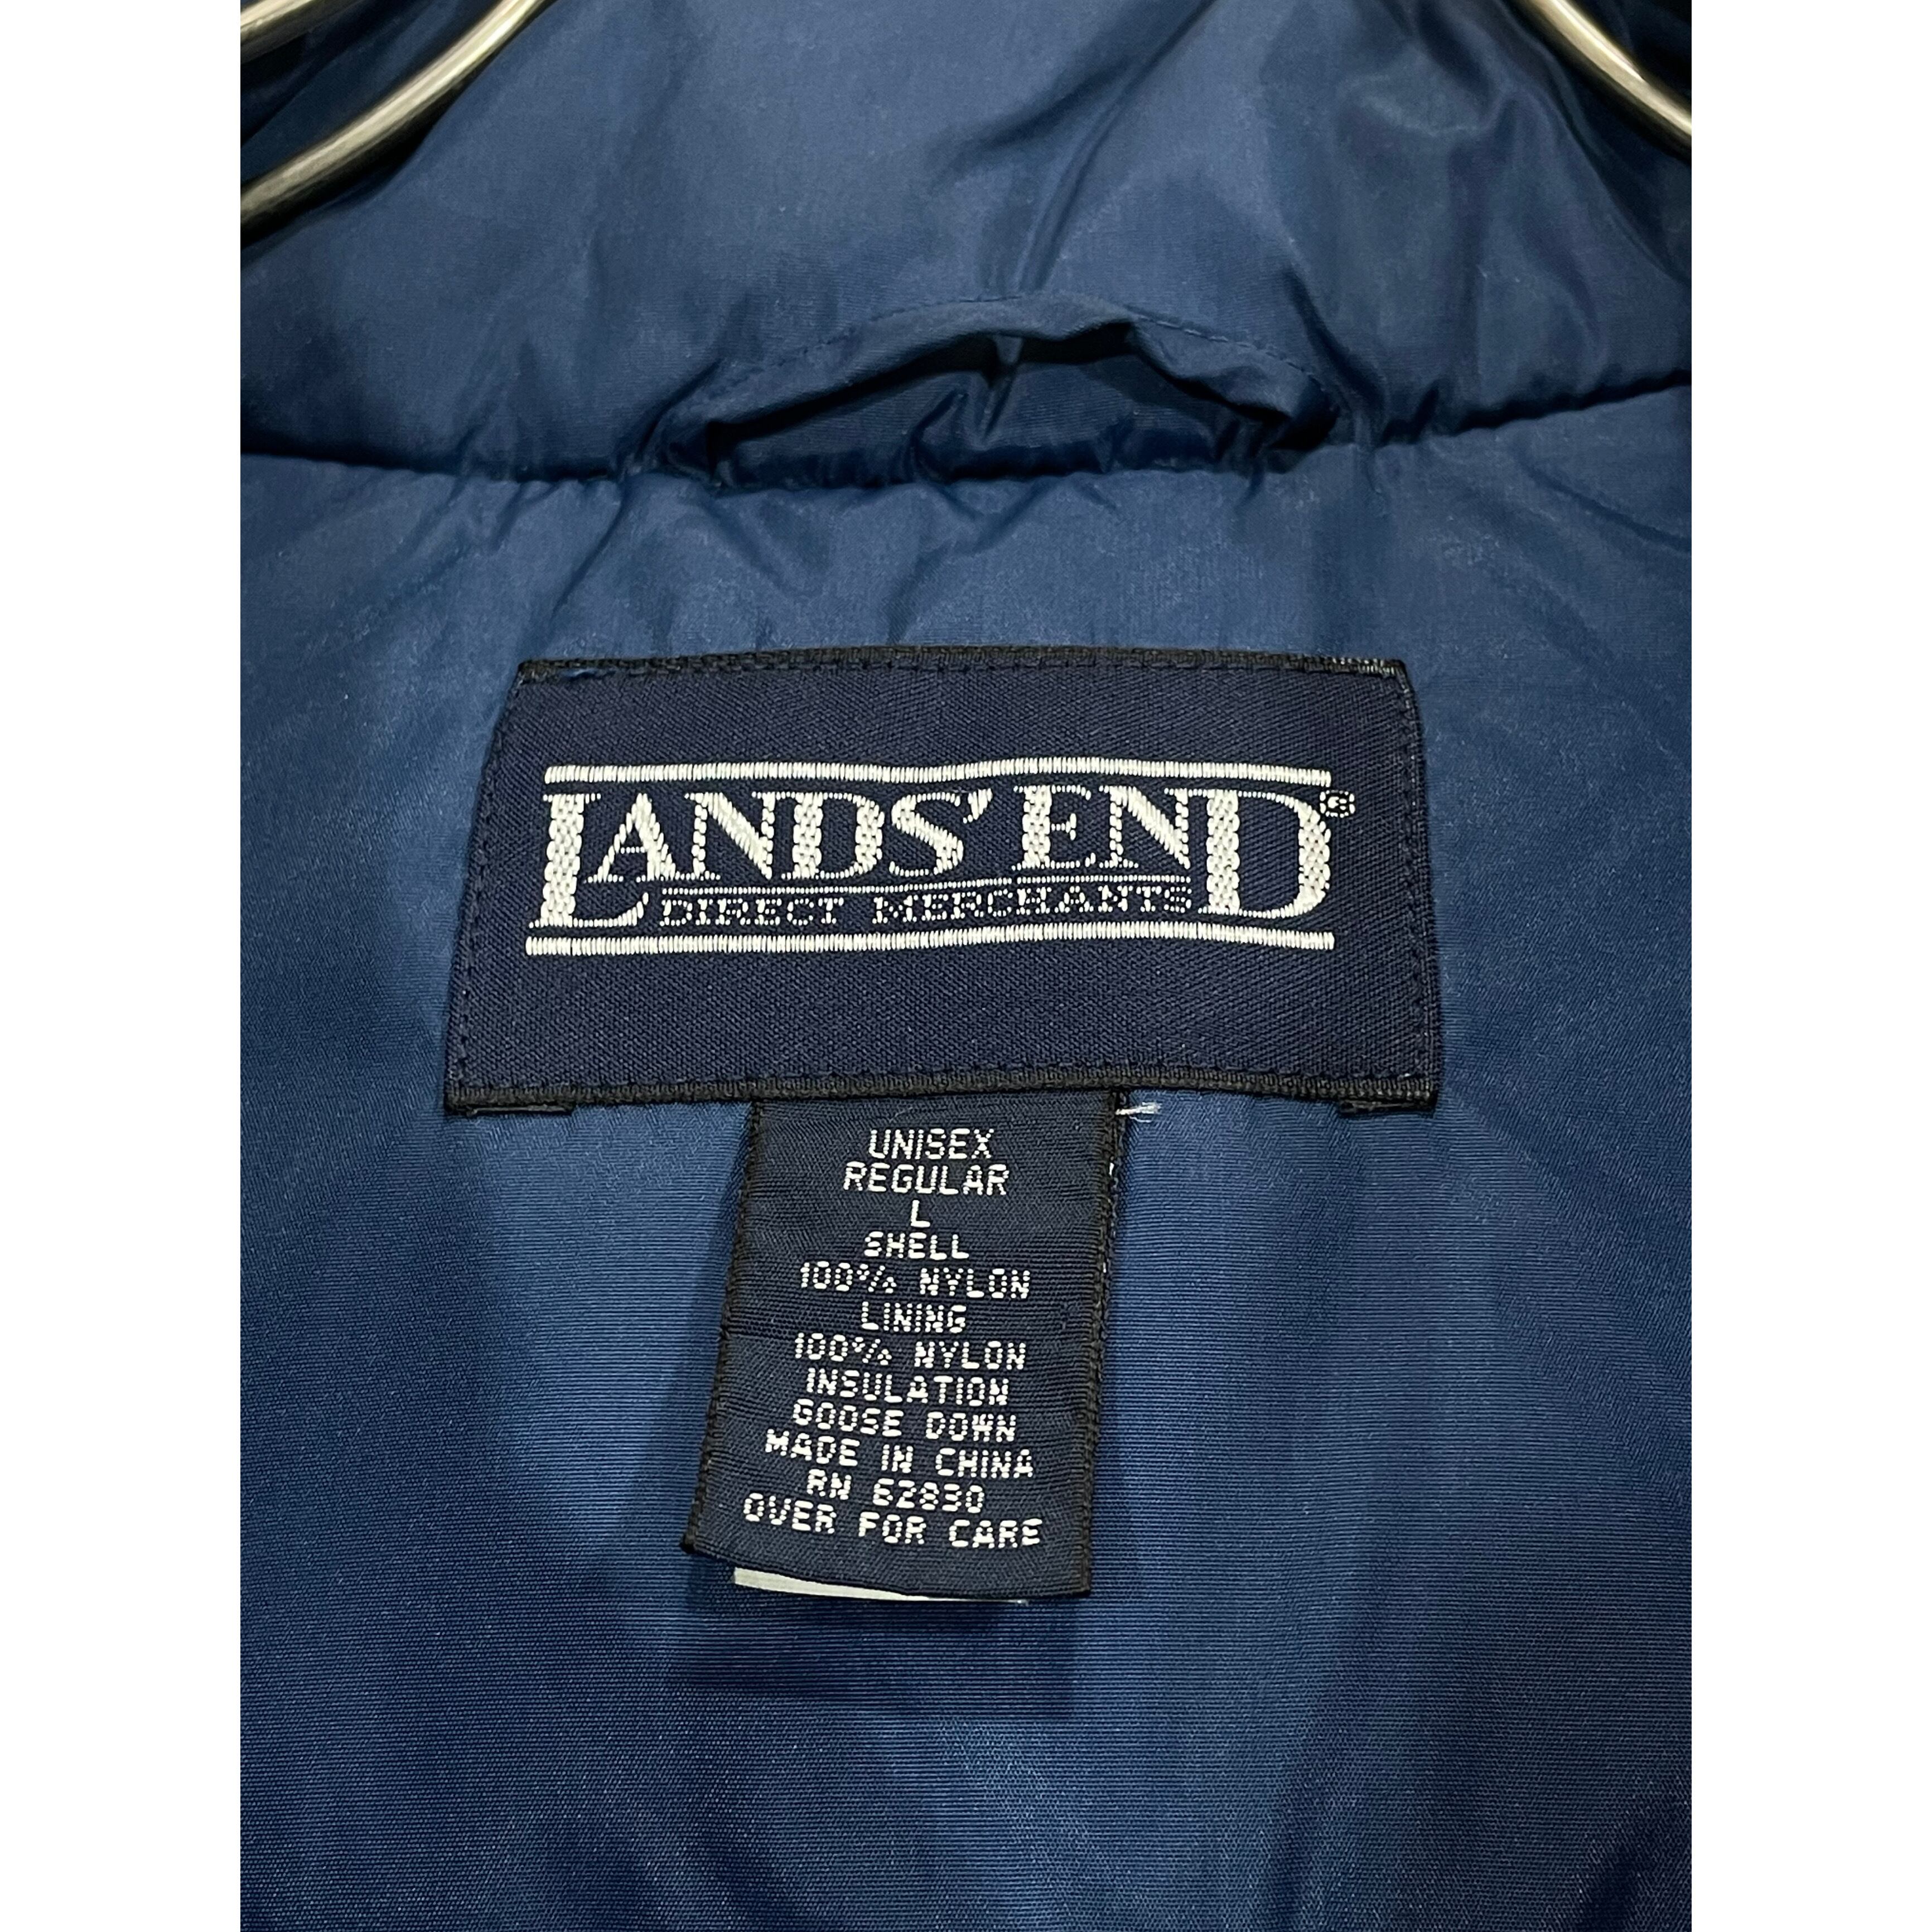 LANDS' END®
DIRECT MERCHANTS
UNISEX
REGULAR
L
SHELL
100% NYLON
LINING
100% NYLON
INSULATION
GOOSE DOWN
MADE IN CHINA
RN 62830
OVER FOR CARE